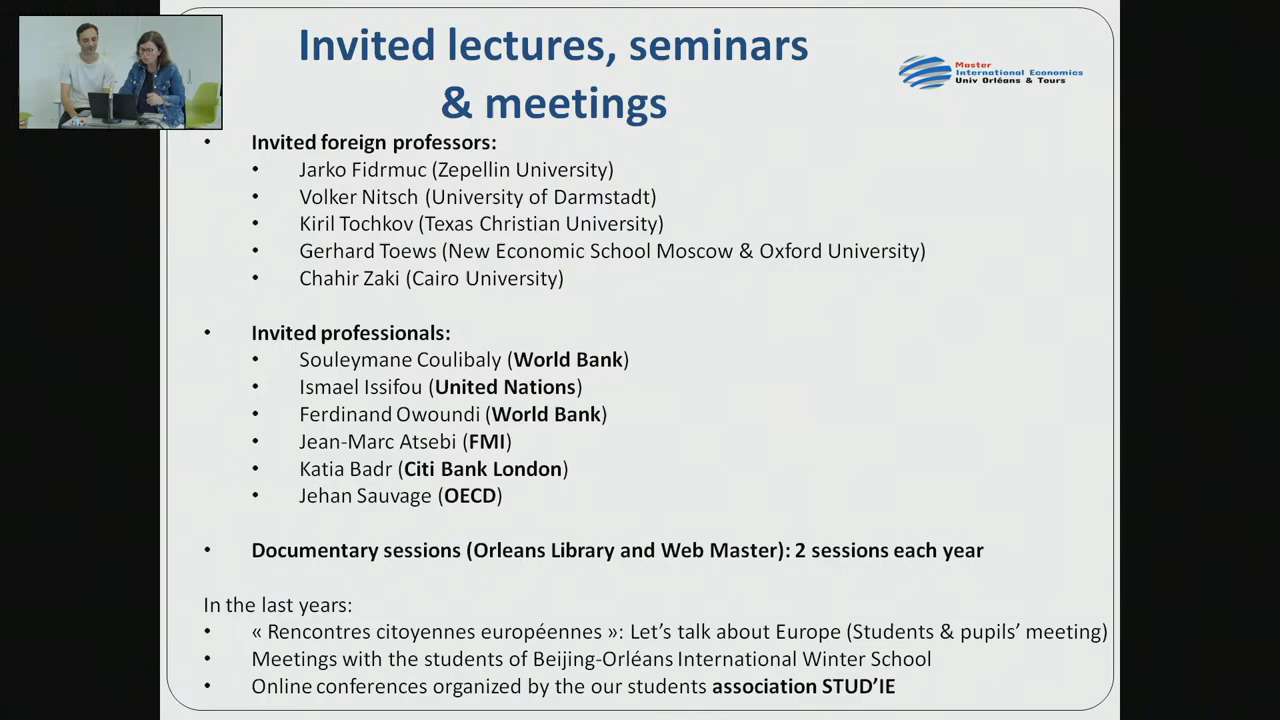 Invited lectures, seminars
& meetings
Master
International Economics
Univ Orléans & Tours
• Invited foreign professors:
• Jarko Fidrmuc (Zepellin University)
• Volker Nitsch (University of Darmstadt)
• Kiril Tochkov (Texas Christian University)
• Gerhard Toews (New Economic School Moscow & Oxford University)
• Chahir Zaki (Cairo University)
• Invited professionals:
• Souleymane Coulibaly (World Bank)
• Ismael Issifou (United Nations)
• Ferdinand Owoundi (World Bank)
• Jean-Marc Atsebi (FMI)
• Katia Badr (Citi Bank London)
• Jehan Sauvage (OECD)
• Documentary sessions (Orleans Library and Web Master): 2 sessions each year
In the last years:
• « Rencontres citoyennes européennes »: Let’s talk about Europe (Students & pupils’ meeting)
• Meetings with the students of Beijing-Orléans International Winter School
• Online conferences organized by the our students association STUD’IE